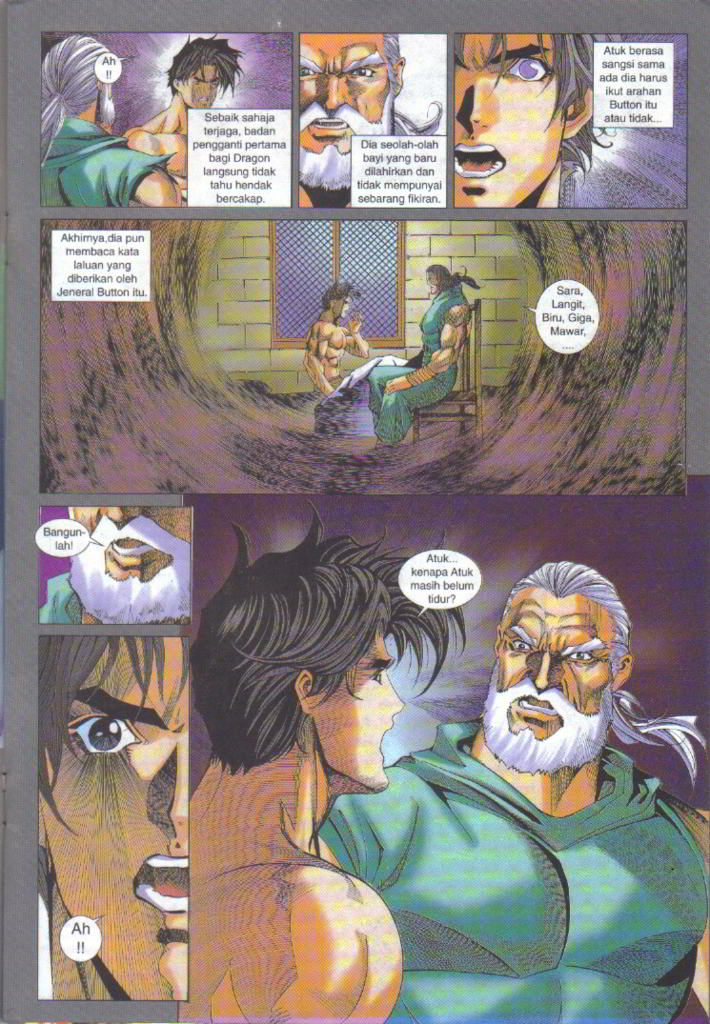 Ah
!!
Sebaik sahaja
terjaga, badan
pengganti pertama
bagi Dragon
langsung tidak
tahu hendak
bercakap.
Dia seolah-olah
bayi yang baru
dilahirkan dan
tidak mempunyai
sebarang fikiran.
Atuk berasa
sangsi sama
ada dia harus
ikut arahan
Button itu
atau tidak...
Akhirnya,dia pun
membaca kata
laluan yang
diberikan oleh
Jeneral Button itu.
Sara,
Langit,
Biru, Giga,
Mawar,
....
Bangun-
lah!
Ah
!!
Atuk...
kenapa Atuk
masih belum
tidur?